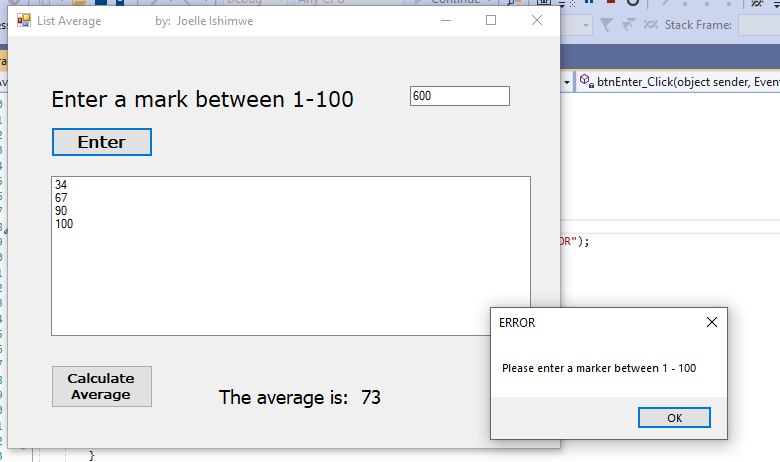 List Average by: Joelle Ishimwe
Continue
Stack Frame:
btnEnter_Click(object sender, Event
Enter a mark between 1-100
600
Enter
34
67
90
100
OR");
ERROR
Please enter a marker between 1 - 100
OK
Calculate
Average
The average is: 73
}